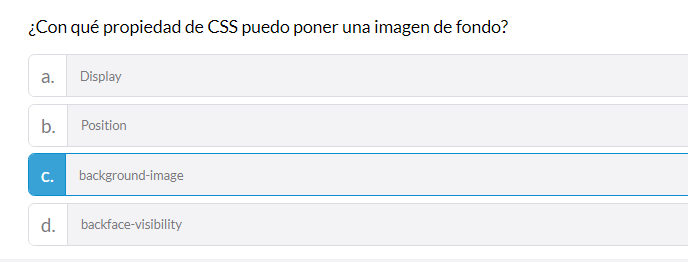 ¿Con qué propiedad de CSS puedo poner una imagen de fondo?
a. Display
b. Position
c. background-image
d. backface-visibility